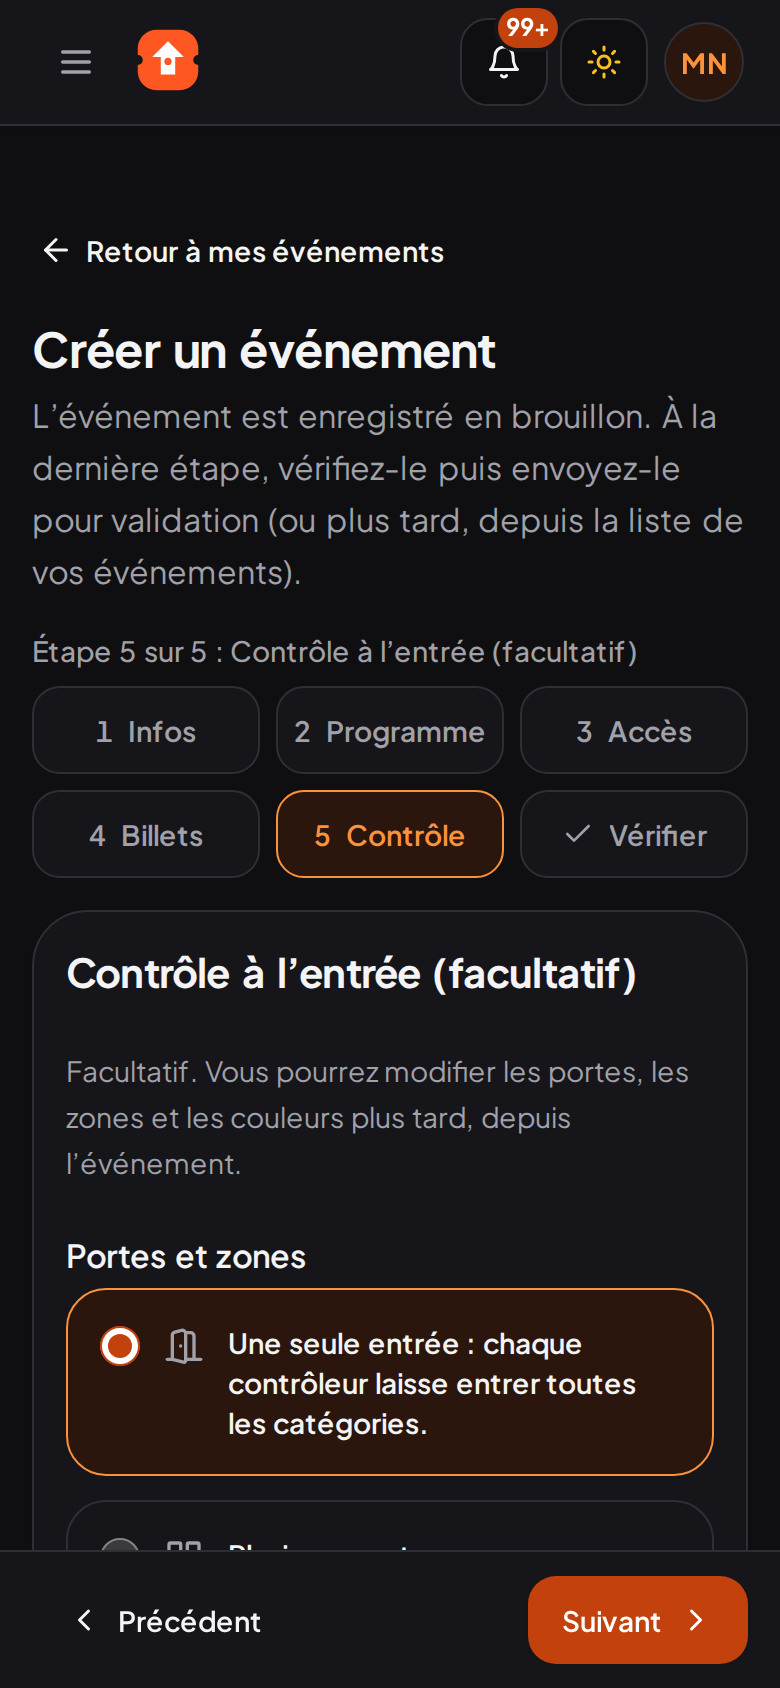 99+
MN
Retour à mes événements
Créer un événement
L’événement est enregistré en brouillon. À la
dernière étape, vérifiez-le puis envoyez-le
pour validation (ou plus tard, depuis la liste de
vos événements).
Étape 5 sur 5 : Contrôle à l’entrée (facultatif)
1 Infos
2 Programme
3 Accès
4 Billets
5 Contrôle
Vérifier
Contrôle à l’entrée (facultatif)
Facultatif. Vous pourrez modifier les portes, les
zones et les couleurs plus tard, depuis
l’événement.
Portes et zones
Une seule entrée : chaque
contrôleur laisse entrer toutes
les catégories.
Précédent
Suivant